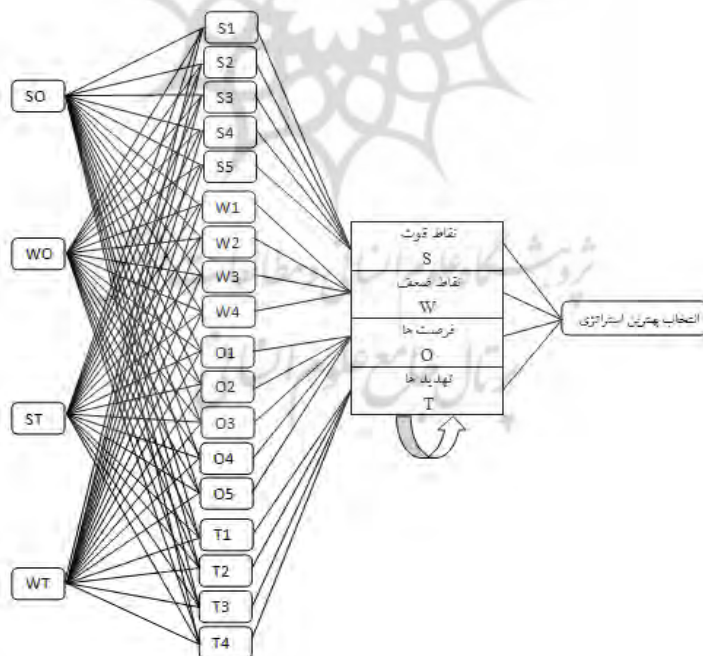 S1
S2
S3
S4
S5
W1
W2
W3
W4
O1
O2
O3
O4
O5
T1
T2
T3
T4
SO
WO
ST
WT
نقاط قوت
S
نقاط ضعف
W
فرصت ها
O
تهدید ها
T
انتخاب بهترین استراتژی